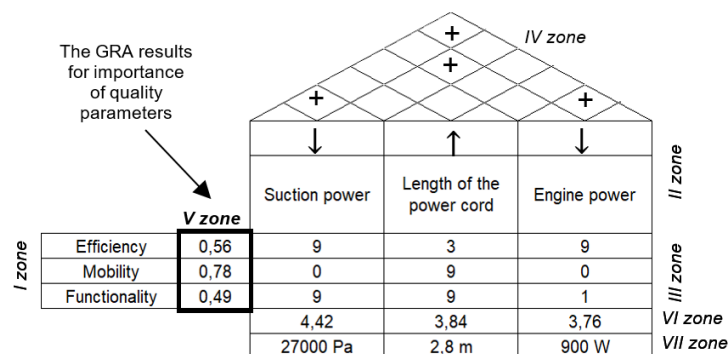 The GRA results
for importance
of quality
parameters
IV zone
+
+
+ +
↓ ↑ ↓
Suction power Length of the power cord Engine power
II zone
V zone
I zone
Efficiency 0,56 9 3 9
Mobility 0,78 0 9 0
Functionality 0,49 9 9 1
III zone
4,42 3,84 3,76 VI zone
27000 Pa 2,8 m 900 W VII zone